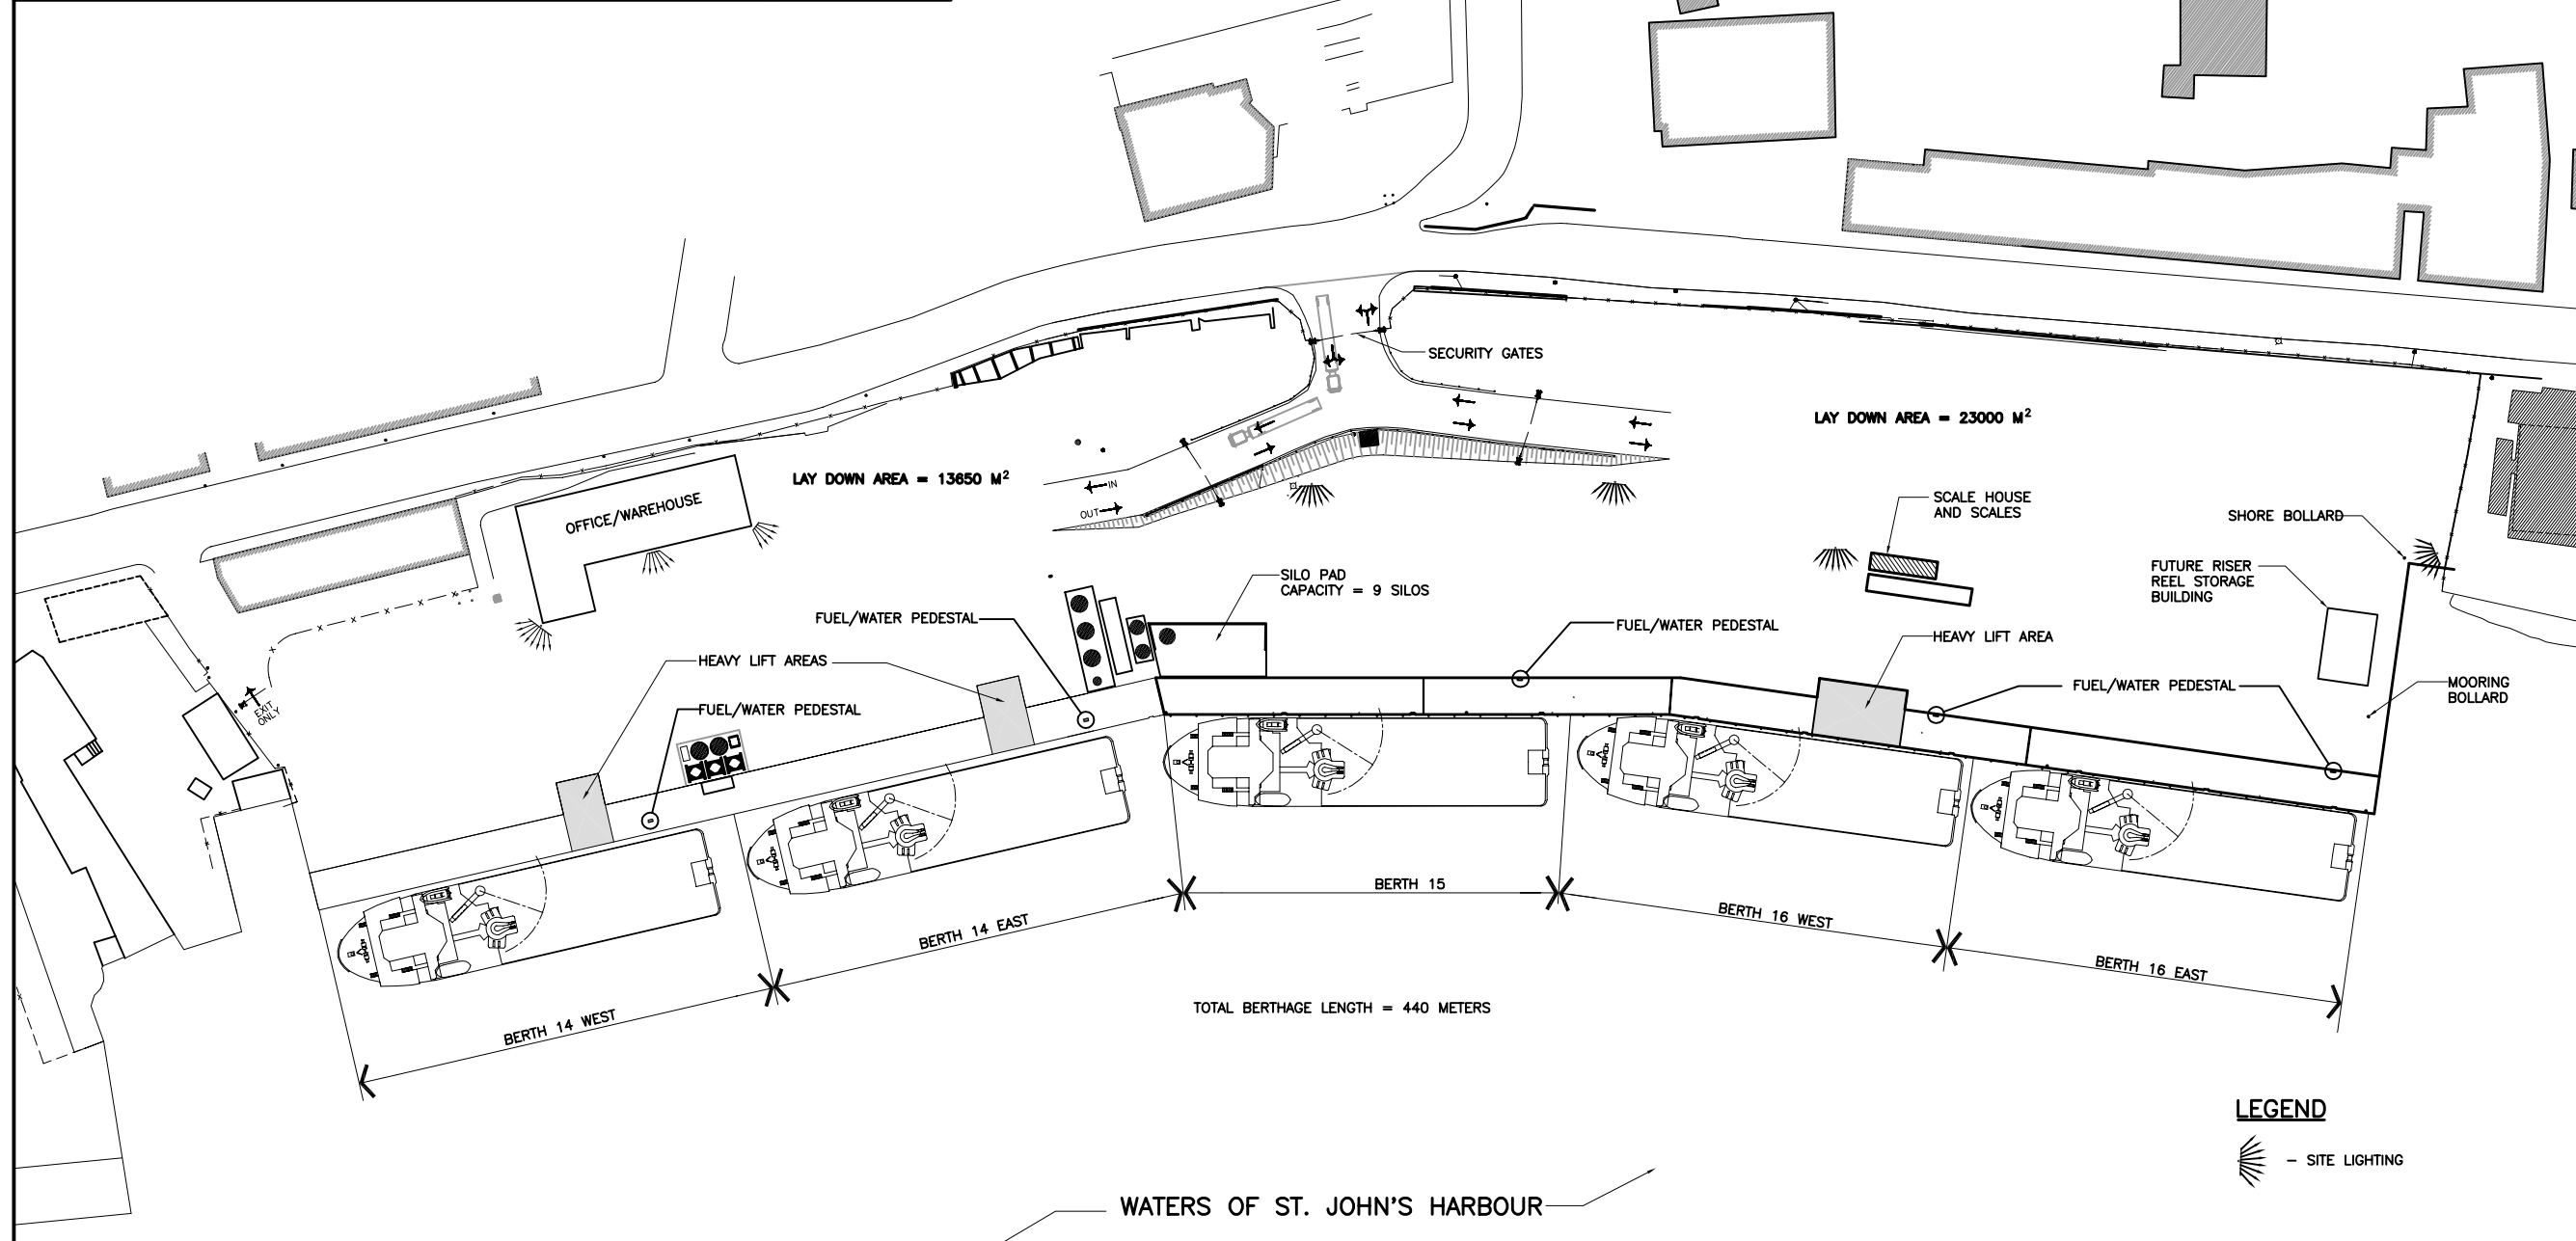 SECURITY GATES
LAY DOWN AREA = 23000 M²
LAY DOWN AREA = 13650 M²
IN
OUT
OFFICE/WAREHOUSE
SCALE HOUSE
AND SCALES
SHORE BOLLARD
SILO PAD
CAPACITY = 9 SILOS
FUTURE RISER
REEL STORAGE
BUILDING
FUEL/WATER PEDESTAL
FUEL/WATER PEDESTAL
HEAVY LIFT AREA
HEAVY LIFT AREAS
FUEL/WATER PEDESTAL
MOORING
BOLLARD
EXIT
ONLY
FUEL/WATER PEDESTAL
BERTH 15
BERTH 14 EAST
BERTH 16 WEST
BERTH 16 EAST
BERTH 14 WEST
TOTAL BERTHAGE LENGTH = 440 METERS
LEGEND
- SITE LIGHTING
WATERS OF ST. JOHN'S HARBOUR